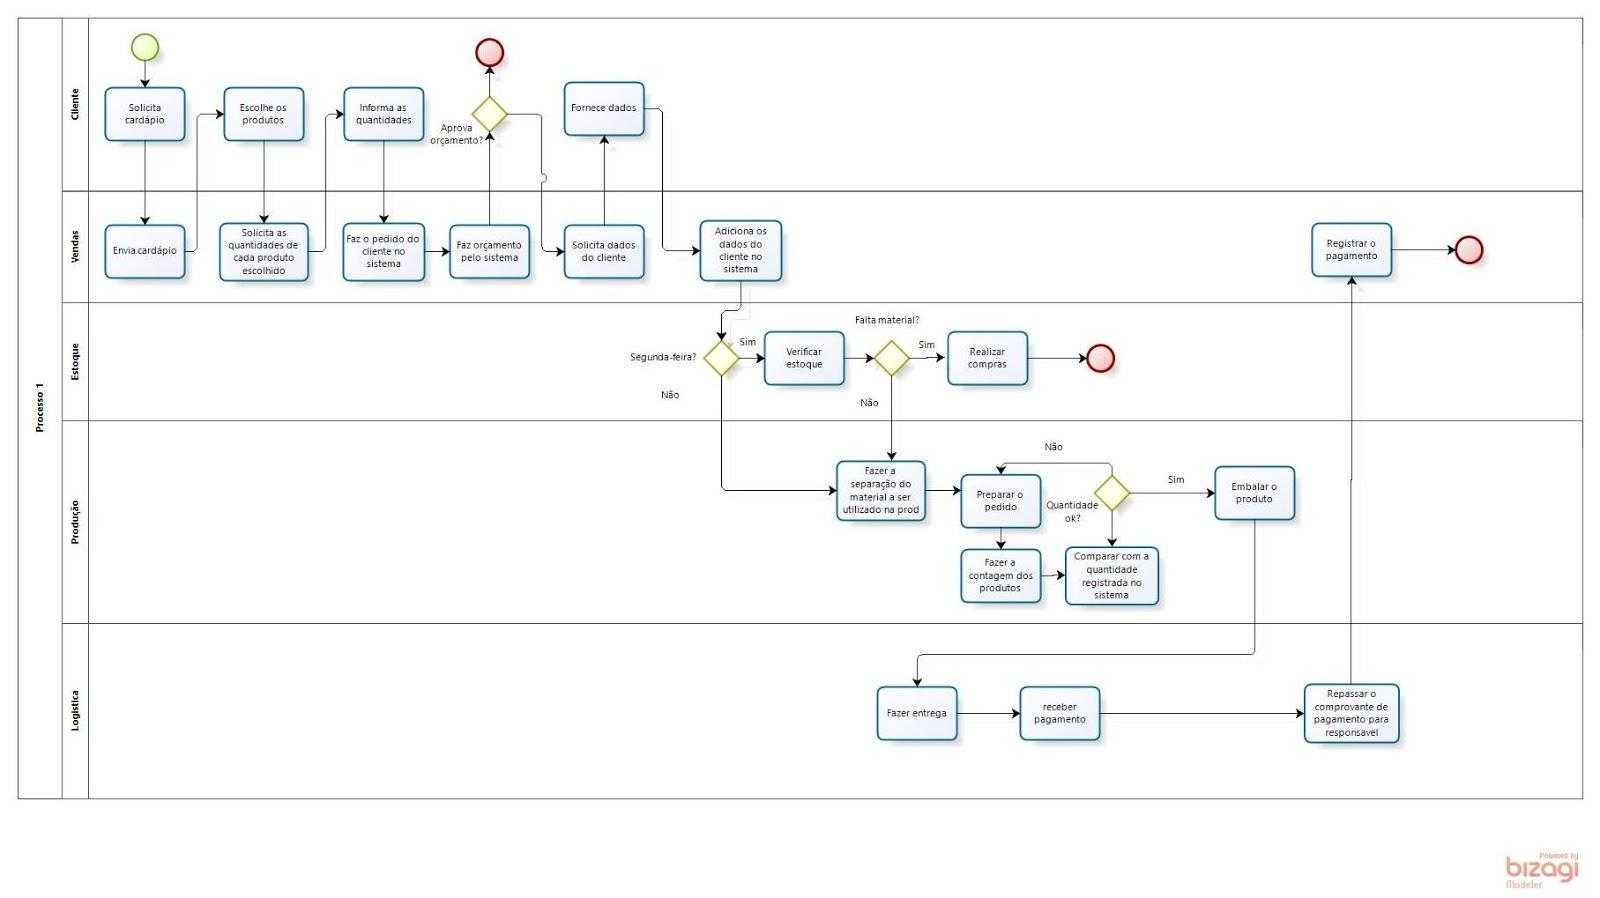 Processo 1
Cliente
Solicita
cardápio
Escolhe os
produtos
Informa as
quantidades
Aprova
orçamento?
Fornece dados
Vendas
Envia cardápio
Solicita as
quantidades de
cada produto
escolhido
Faz o pedido do
cliente no
sistema
Faz orçamento
pelo sistema
Solicita dados
do cliente
Adiciona os
dados do
cliente no
sistema
Registrar o
pagamento
Estoque
Segunda-feira?
Sim
Não
Verificar
estoque
Falta material?
Sim
Não
Realizar
compras
Produção
Fazer a
separação do
material a ser
utilizado na prod
Preparar o
pedido
Não
Quantidade
ok?
Sim
Embalar o
produto
Fazer a
contagem dos
produtos
Comparar com a
quantidade
registrada no
sistema
Logistica
Fazer entrega
receber
pagamento
Repassar o
comprovante de
pagamento para
responsavel
Powered by
bizagi
Modeler